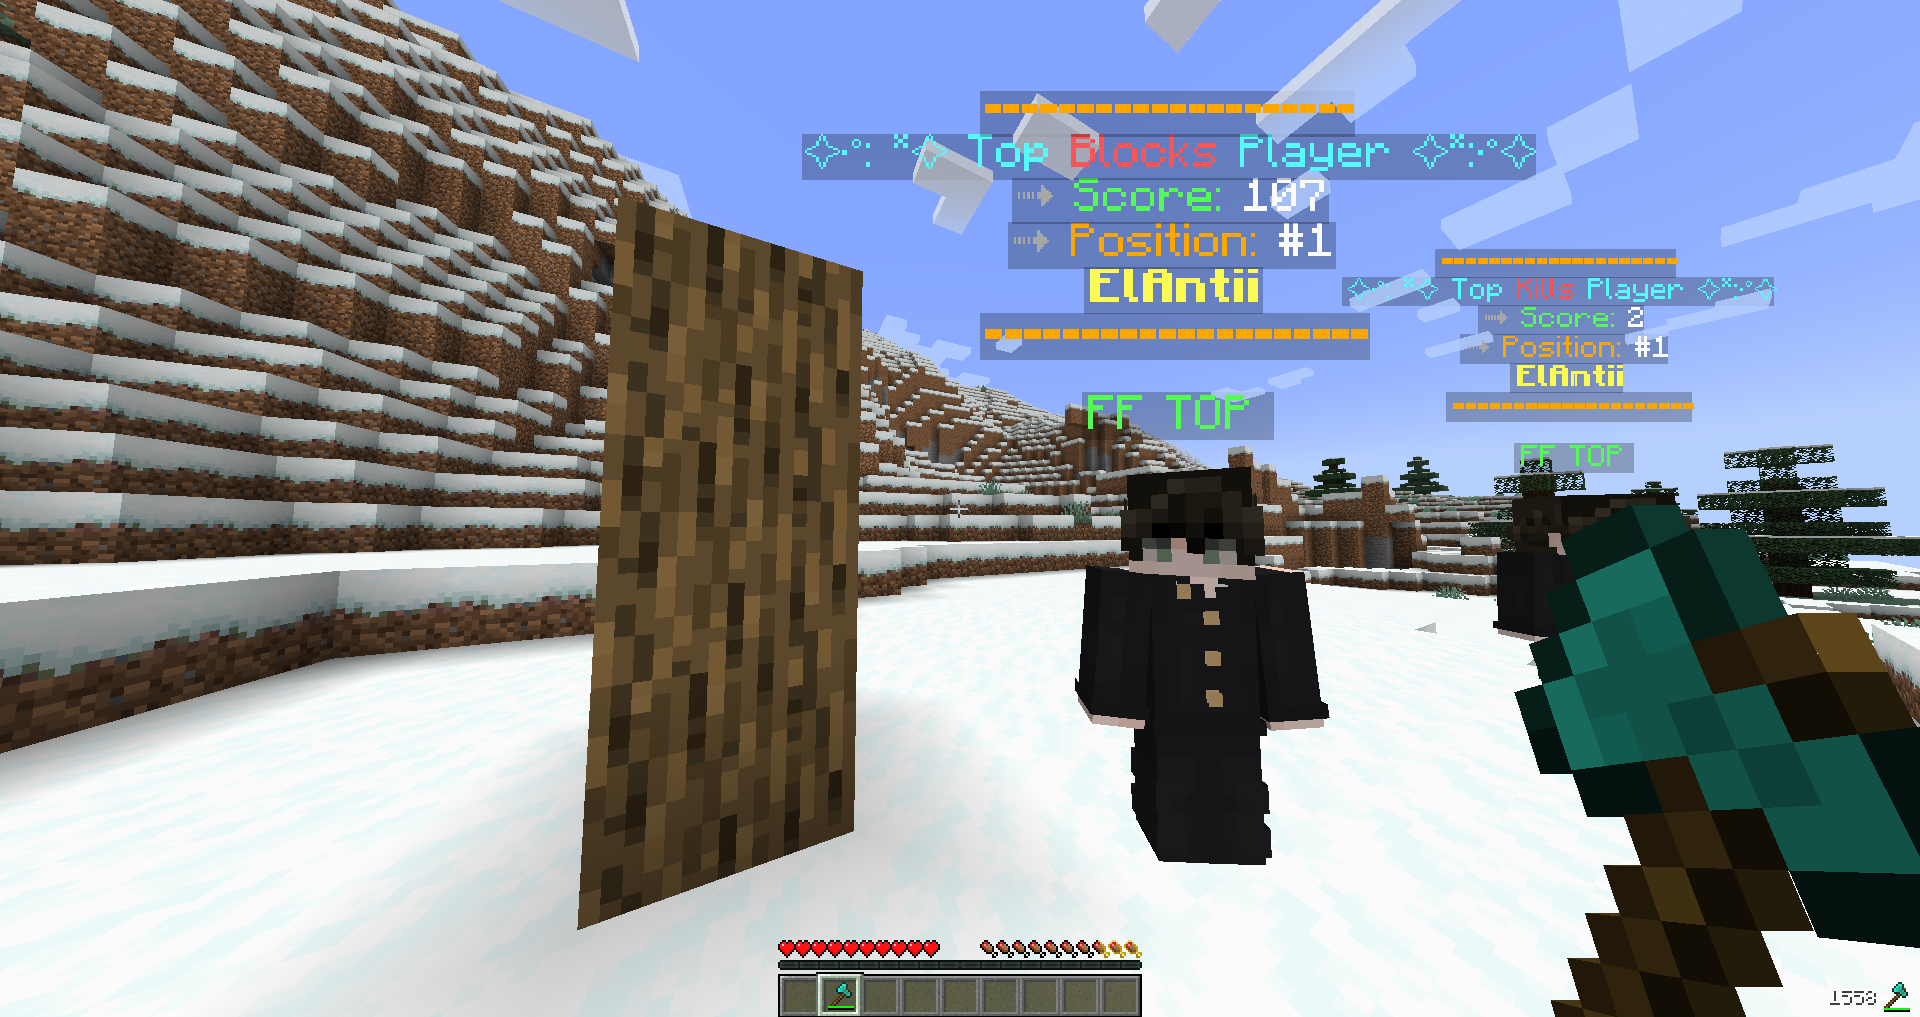 Top Blocks Player
Score: 107
Position: #1
ElAntii
FF TOP
Top Kills Player
Score: 2
Position: #1
ElAntii
FF TOP
1558